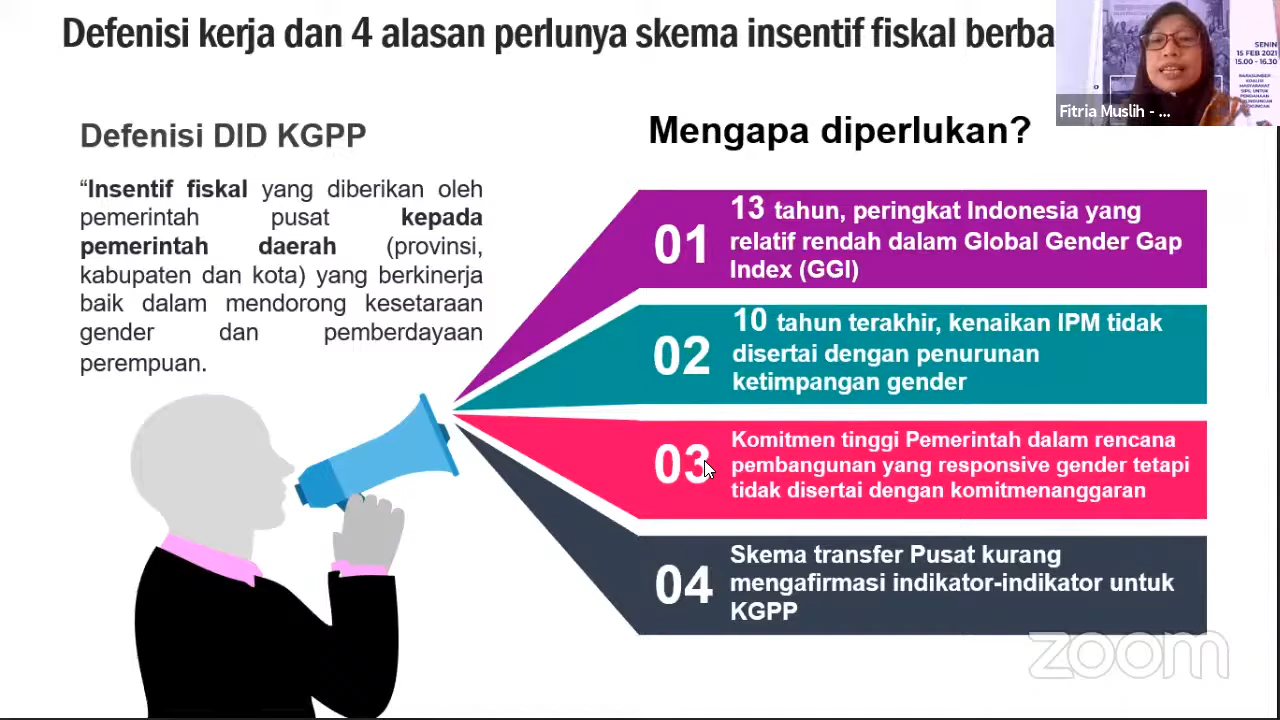 Defenisi kerja dan 4 alasan perlunya skema insentif fiskal berba
SENIN
15 FEB 2021
15.00 - 16.30
Fitria Muslih - ...
Defenisi DID KGPP
“Insentif fiskal yang diberikan oleh
pemerintah pusat kepada
pemerintah daerah (provinsi,
kabupaten dan kota) yang berkinerja
baik dalam mendorong kesetaraan
gender dan pemberdayaan
perempuan.
Mengapa diperlukan?
01
13 tahun, peringkat Indonesia yang
relatif rendah dalam Global Gender Gap
Index (GGI)
02
10 tahun terakhir, kenaikan IPM tidak
disertai dengan penurunan
ketimpangan gender
03
Komitmen tinggi Pemerintah dalam rencana
pembangunan yang responsive gender tetapi
tidak disertai dengan komitmenanggaran
04
Skema transfer Pusat kurang
mengafirmasi indikator-indikator untuk
KGPP
zoom